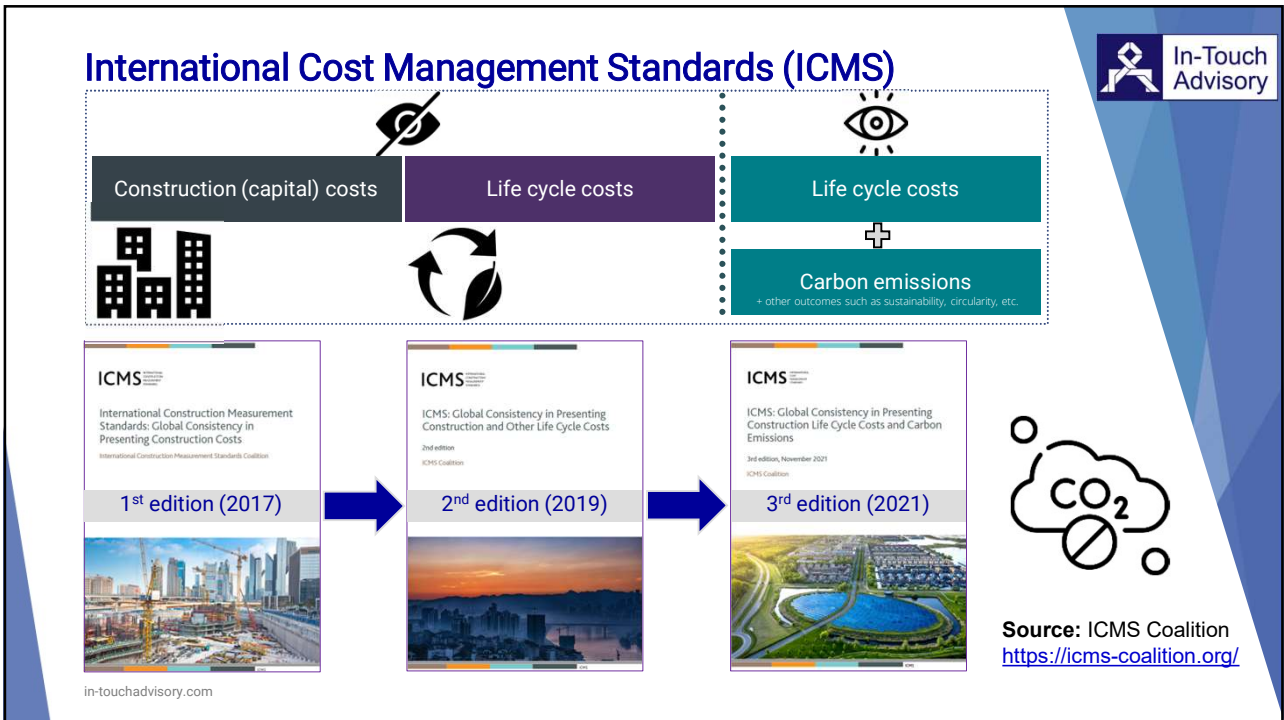 International Cost Management Standards (ICMS)
In-Touch
Advisory
Construction (capital) costs
Life cycle costs
Life cycle costs
Carbon emissions
+ other outcomes such as sustainability, circularity, etc.
ICMS
International Construction Measurement
Standards: Global Consistency in
Presenting Construction Costs
International Construction Measurement Standards Coalition
1st edition (2017)
ICMS
ICMS: Global Consistency in Presenting
Construction and Other Life Cycle Costs
2nd edition
ICMS Coalition
2nd edition (2019)
ICMS
ICMS: Global Consistency in Presenting
Construction Life Cycle Costs and Carbon
Emissions
3rd edition, November 2021
ICMS Coalition
3rd edition (2021)
CO2
Source: ICMS Coalition
https://icms-coalition.org/
in-touchadvisory.com